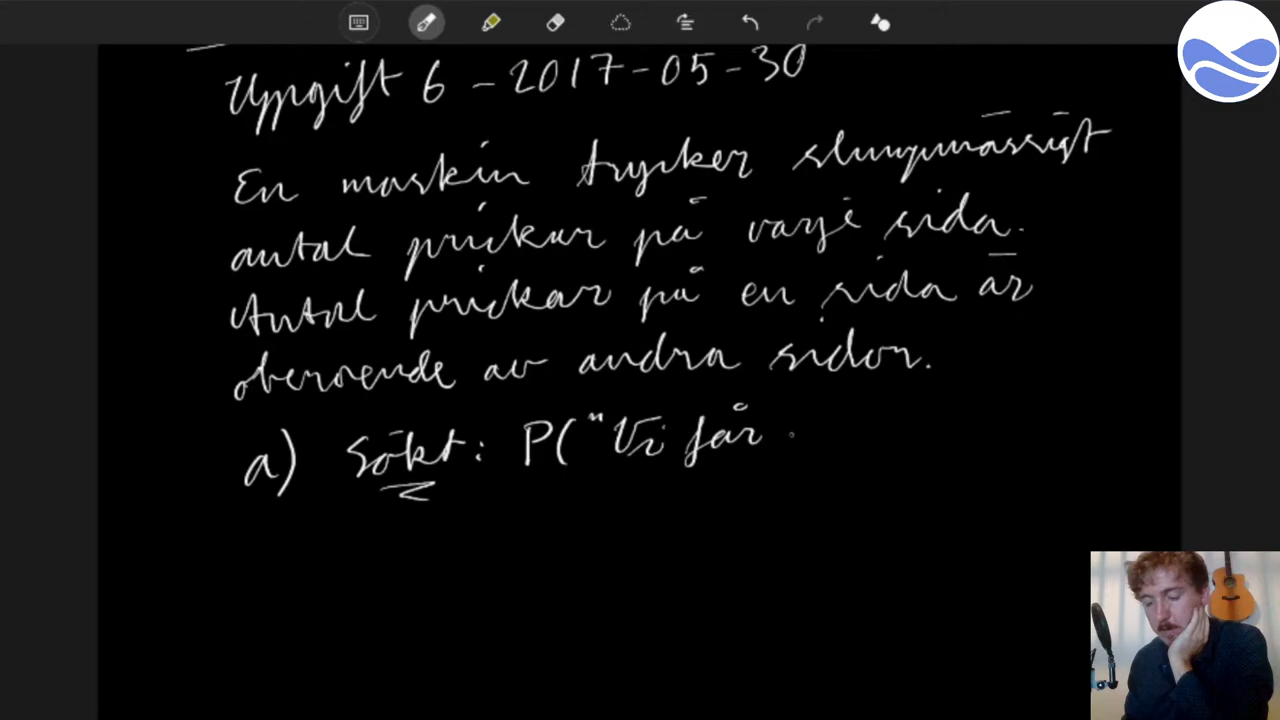 Uppgift 6 - 2017-05-30
En maskin trycker slumpmässigt
antal prickar på varje sida.
Antal prickar på en sida är
oberoende av andra sidor.
a) Sökt: P("Vi får